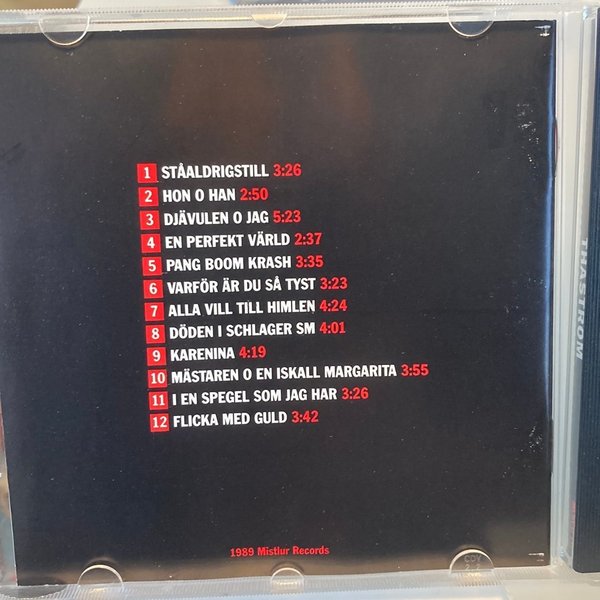 1 STÅALDRIGSTILL 3:26
2 HON O HAN 2:50
3 DJÄVULEN O JAG 5:23
4 EN PERFEKT VÄRLD 2:37
5 PANG BOOM KRASH 3:35
6 VARFÖR ÄR DU SÅ TYST 3:23
7 ALLA VILL TILL HIMLEN 4:24
8 DÖDEN I SCHLAGER SM 4:01
9 KARENINA 4:19
10 MÄSTAREN O EN ISKALL MARGARITA 3:55
11 I EN SPEGEL SOM JAG HAR 3:26
12 FLICKA MED GULD 3:42
1989 Mistlur Records
THÅSTRÖM